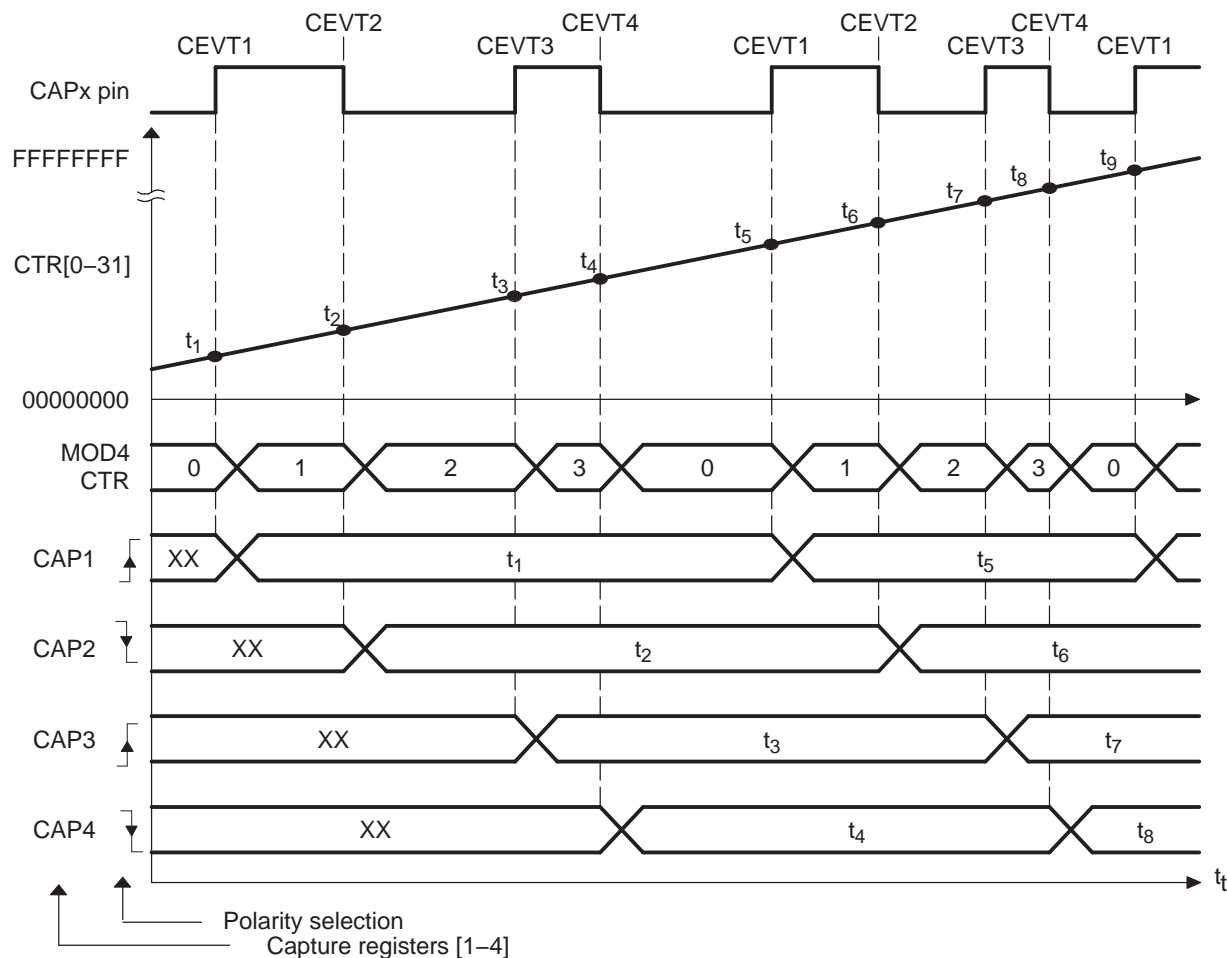 CEVT2 CEVT4 CEVT2 CEVT4
CEVT1 CEVT3 CEVT1 CEVT3 CEVT1
CAPx pin
FFFFFFFF
t9
t8
t7
t6
t5
CTR[0–31]
t4
t3
t2
t1
00000000
MOD4
CTR
0 1 2 3 0 1 2 3 0
CAP1 XX t1 t5
CAP2 XX t2 t6
CAP3 XX t3 t7
CAP4 XX t4 t8
tt
Polarity selection
Capture registers [1–4]